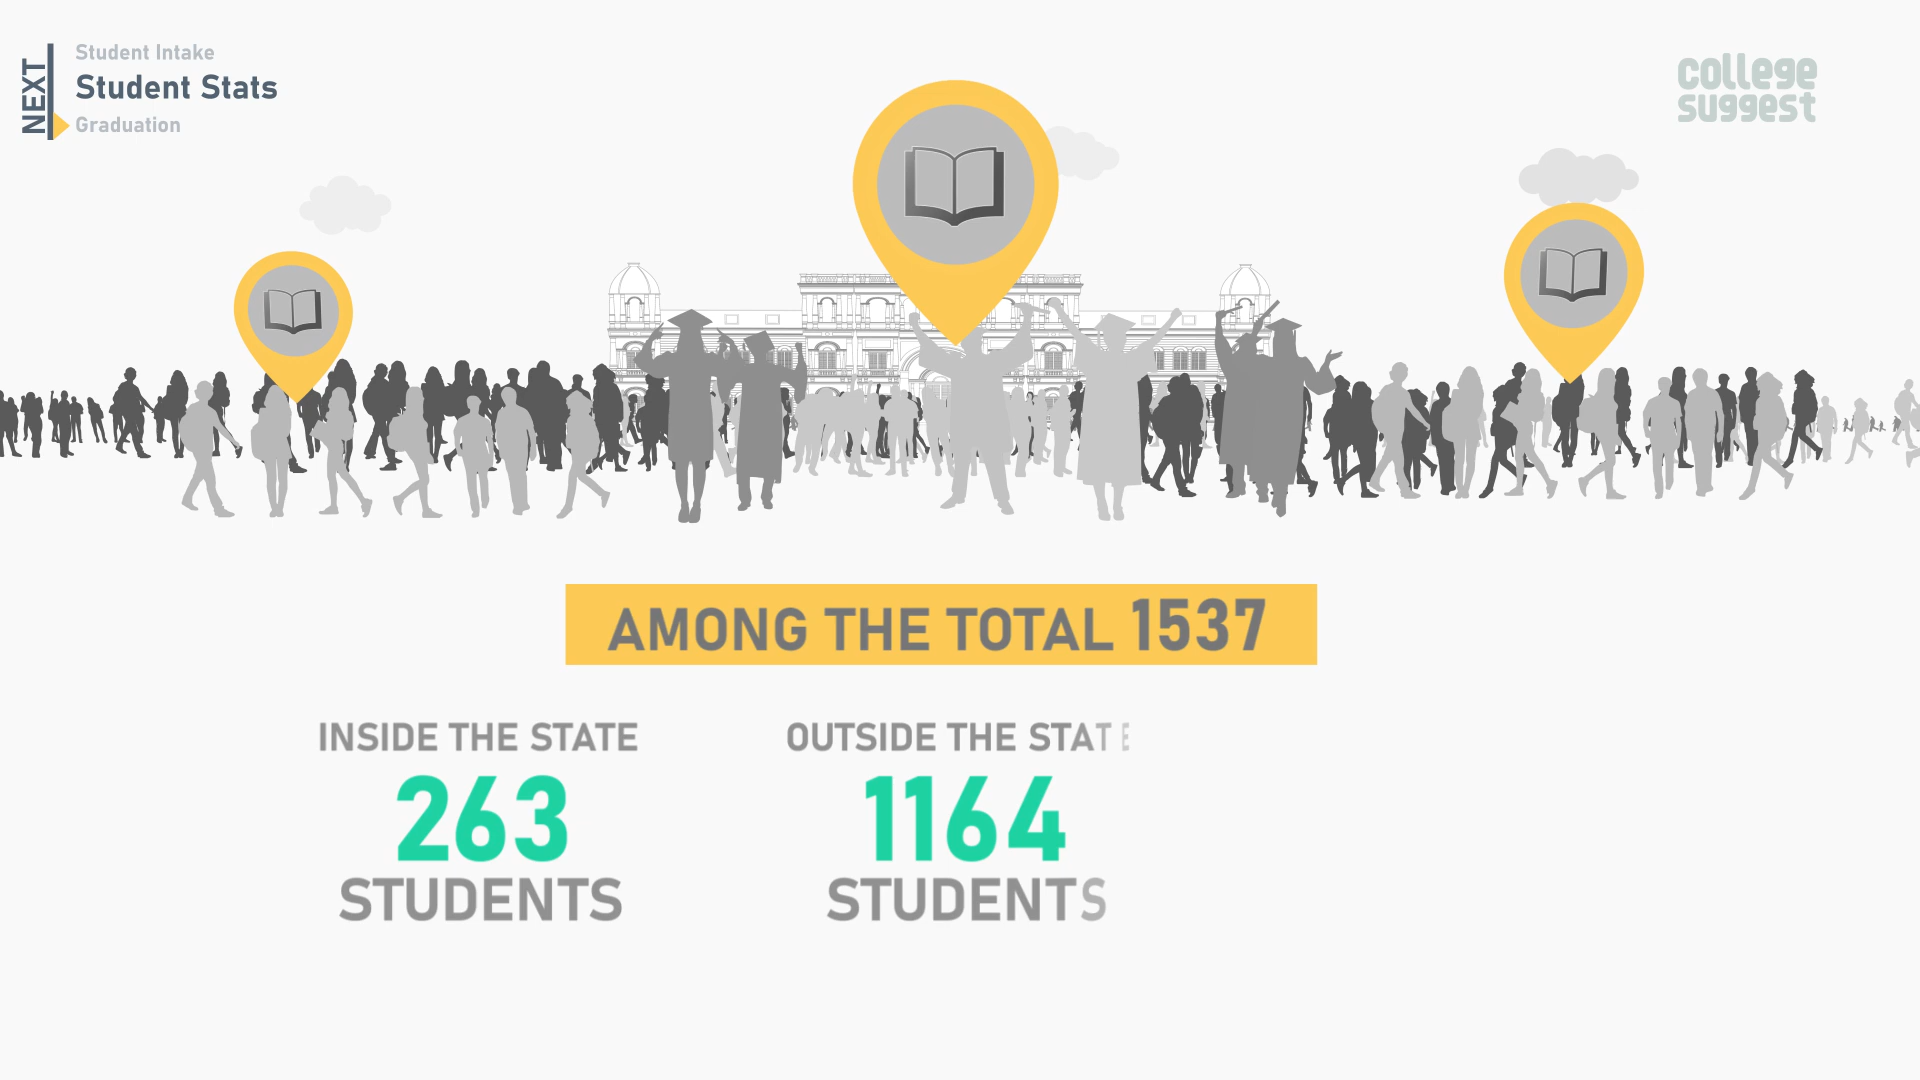 NEXT
Student Intake
Student Stats
Graduation
college
suggest
AMONG THE TOTAL 1537
INSIDE THE STATE
263
STUDENTS
OUTSIDE THE STATE
1164
STUDENTS